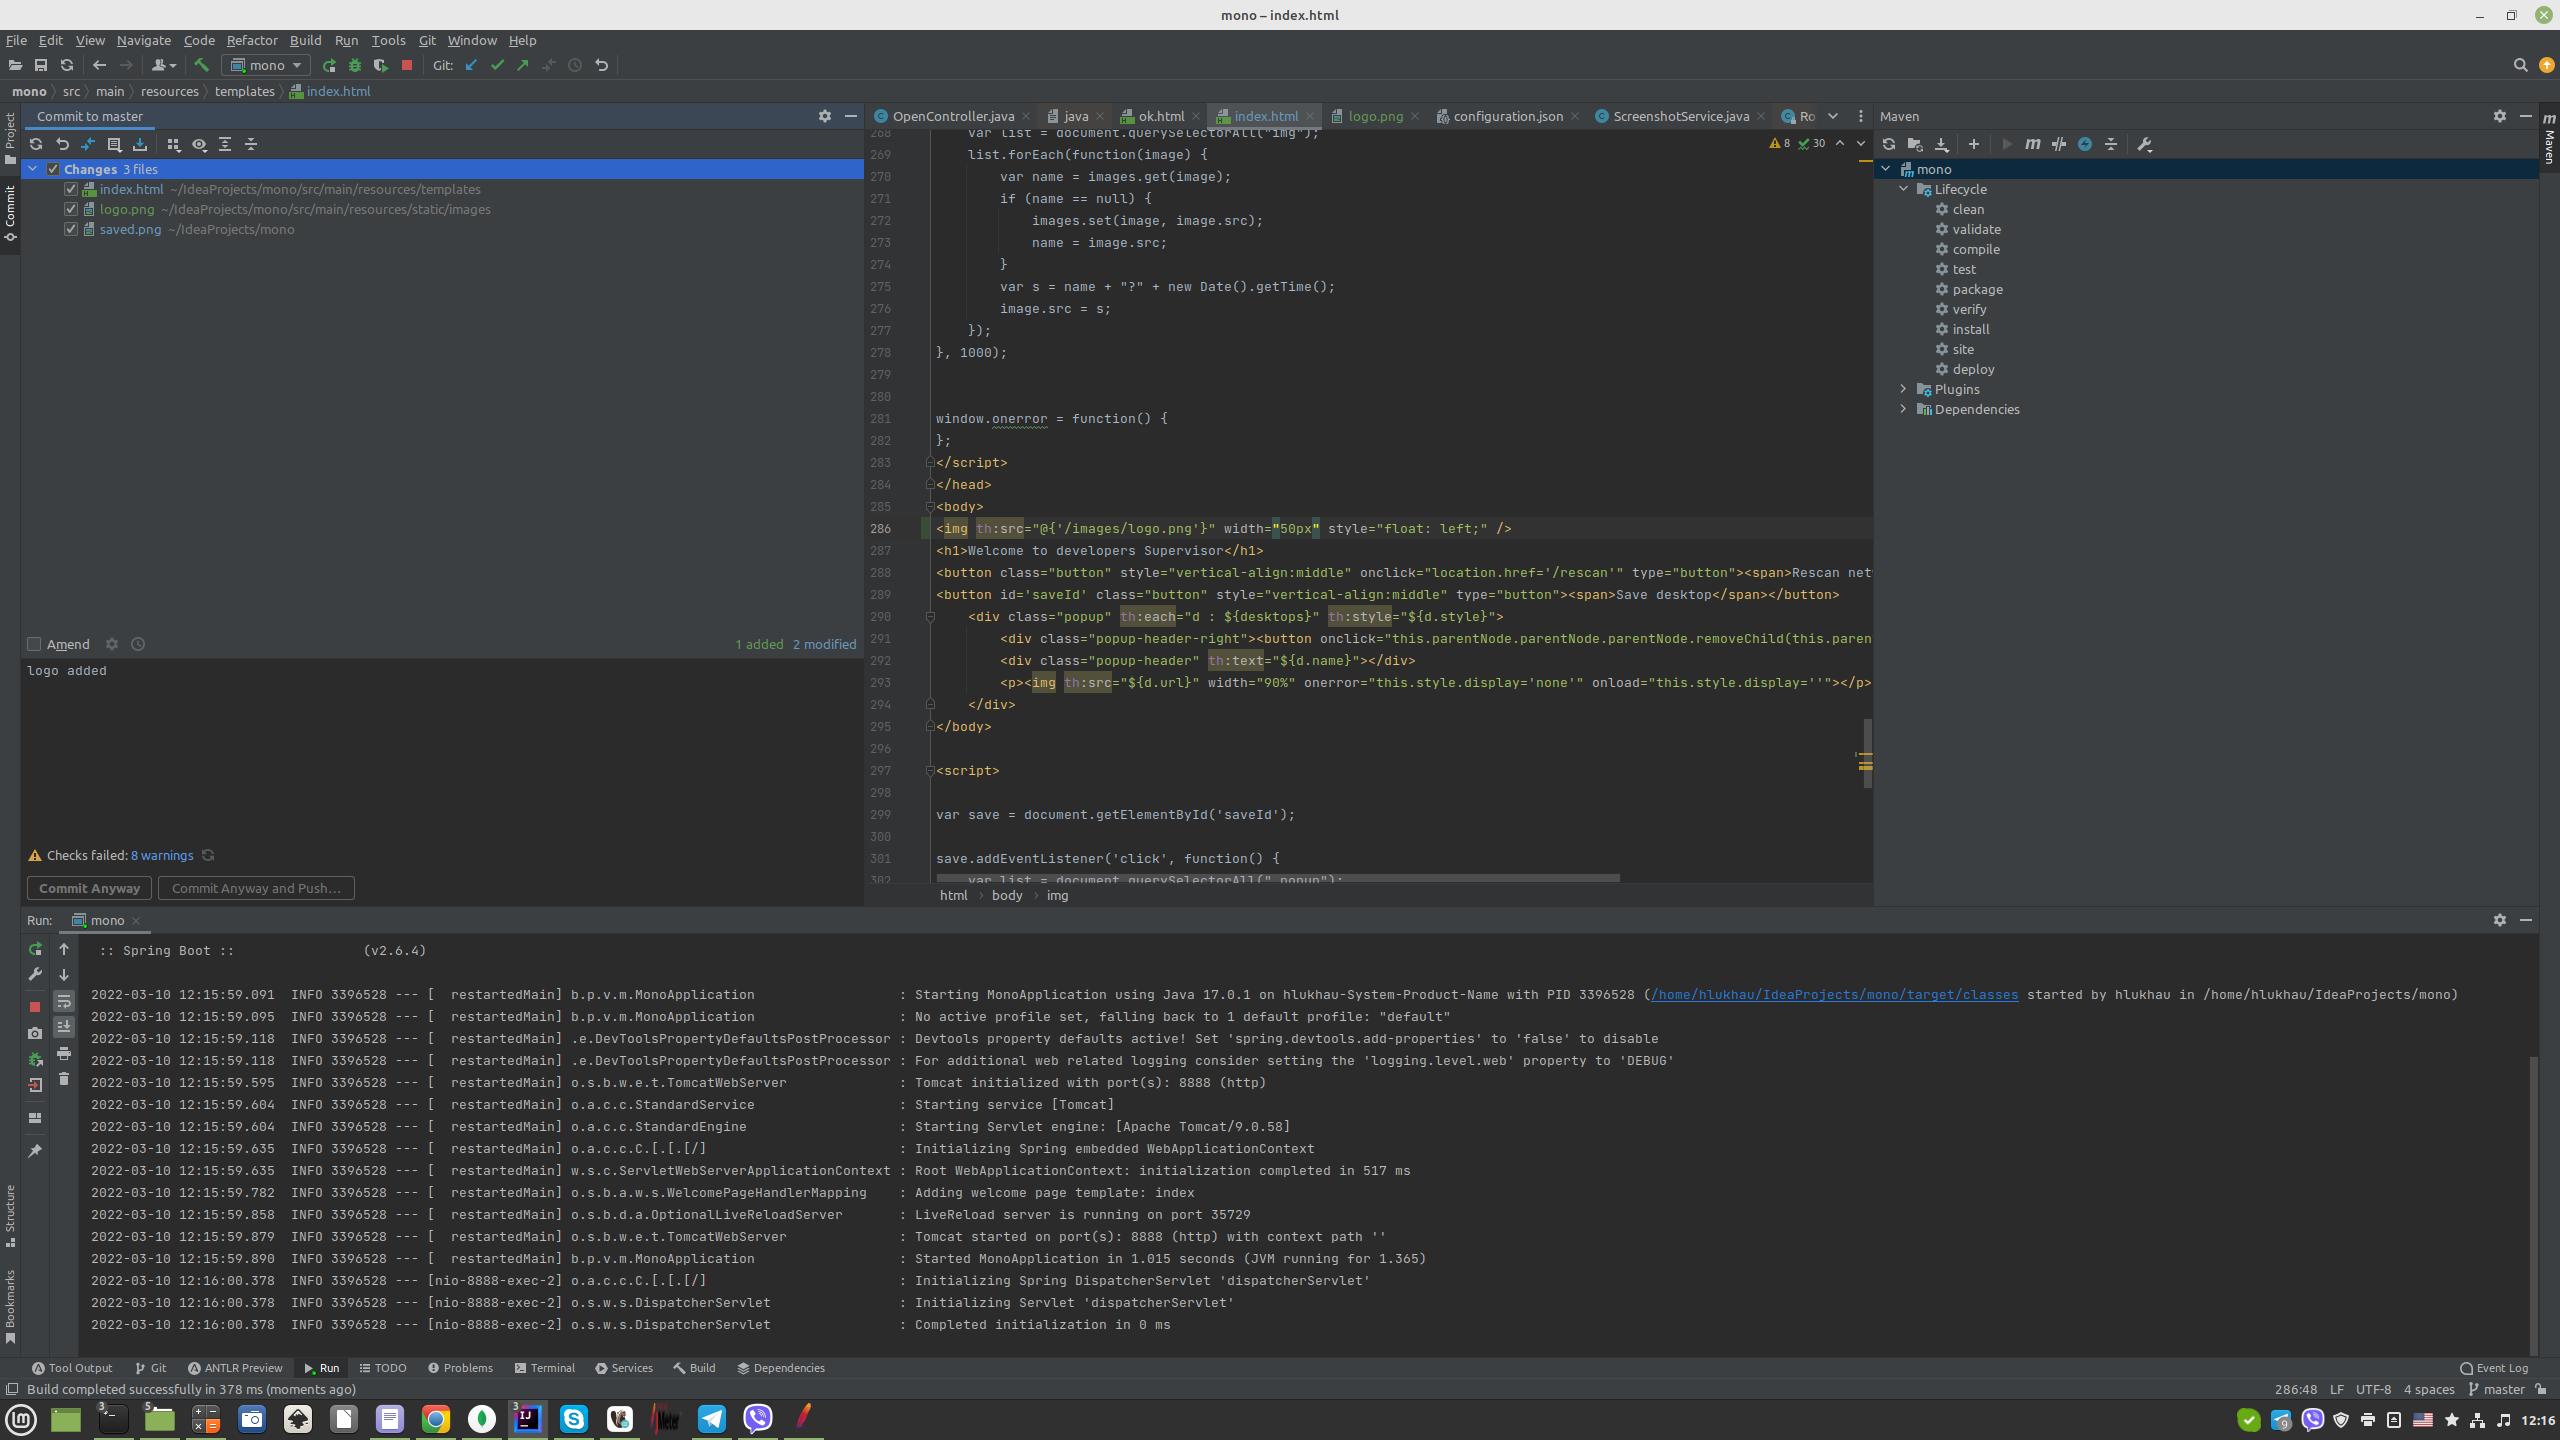 mono – index.html
File Edit View Navigate Code Refactor Build Run Tools Git Window Help
mono Git:
mono src main resources templates index.html
Project
Commit
Commit to master
Changes 3 files
index.html ~/IdeaProjects/mono/src/main/resources/templates
logo.png ~/IdeaProjects/mono/src/main/resources/static/images
saved.png ~/IdeaProjects/mono
Amend 1 added 2 modified
logo added
Checks failed: 8 warnings
Commit Anyway Commit Anyway and Push...
OpenController.java java ok.html index.html logo.png configuration.json ScreenshotService.java Ro
8 30
268 var list = document.querySelectorAll("img");
269 list.forEach(function(image) {
270 var name = images.get(image);
271 if (name == null) {
272 images.set(image, image.src);
273 name = image.src;
274 }
275 var s = name + "?" + new Date().getTime();
276 image.src = s;
277 });
278 }, 1000);
279
280
281 window.onerror = function() {
282 };
283 </script>
284 </head>
285 <body>
286 <img th:src="@{'/images/logo.png'}" width="50px" style="float: left;" />
287 <h1>Welcome to developers Supervisor</h1>
288 <button class="button" style="vertical-align:middle" onclick="location.href='/rescan'" type="button"><span>Rescan net
289 <button id='saveId' class="button" style="vertical-align:middle" type="button"><span>Save desktop</span></button>
290 <div class="popup" th:each="d : ${desktops}" th:style="${d.style}">
291 <div class="popup-header-right"><button onclick="this.parentNode.parentNode.parentNode.removeChild(this.paren
292 <div class="popup-header" th:text="${d.name}"></div>
293 <p><img th:src="${d.url}" width="90%" onerror="this.style.display='none'" onload="this.style.display=''"></p>
294 </div>
295 </body>
296
297 <script>
298
299 var save = document.getElementById('saveId');
300
301 save.addEventListener('click', function() {
302 var list = document.querySelectorAll(".popup");
html body img
Maven
Maven
mono
Lifecycle
clean
validate
compile
test
package
verify
install
site
deploy
Plugins
Dependencies
Run: mono
:: Spring Boot :: (v2.6.4)
2022-03-10 12:15:59.091 INFO 3396528 --- [ restartedMain] b.p.v.m.MonoApplication : Starting MonoApplication using Java 17.0.1 on hlukhau-System-Product-Name with PID 3396528 (/home/hlukhau/IdeaProjects/mono/target/classes started by hlukhau in /home/hlukhau/IdeaProjects/mono)
2022-03-10 12:15:59.095 INFO 3396528 --- [ restartedMain] b.p.v.m.MonoApplication : No active profile set, falling back to 1 default profile: "default"
2022-03-10 12:15:59.118 INFO 3396528 --- [ restartedMain] .e.DevToolsPropertyDefaultsPostProcessor : Devtools property defaults active! Set 'spring.devtools.add-properties' to 'false' to disable
2022-03-10 12:15:59.118 INFO 3396528 --- [ restartedMain] .e.DevToolsPropertyDefaultsPostProcessor : For additional web related logging consider setting the 'logging.level.web' property to 'DEBUG'
2022-03-10 12:15:59.595 INFO 3396528 --- [ restartedMain] o.s.b.w.e.t.TomcatWebServer : Tomcat initialized with port(s): 8888 (http)
2022-03-10 12:15:59.604 INFO 3396528 --- [ restartedMain] o.a.c.c.StandardService : Starting service [Tomcat]
2022-03-10 12:15:59.604 INFO 3396528 --- [ restartedMain] o.a.c.c.StandardEngine : Starting Servlet engine: [Apache Tomcat/9.0.58]
2022-03-10 12:15:59.635 INFO 3396528 --- [ restartedMain] o.a.c.c.C.[.[.[/] : Initializing Spring embedded WebApplicationContext
2022-03-10 12:15:59.635 INFO 3396528 --- [ restartedMain] w.s.c.ServletWebServerApplicationContext : Root WebApplicationContext: initialization completed in 517 ms
2022-03-10 12:15:59.782 INFO 3396528 --- [ restartedMain] o.s.b.a.w.s.WelcomePageHandlerMapping : Adding welcome page template: index
2022-03-10 12:15:59.858 INFO 3396528 --- [ restartedMain] o.s.b.d.a.OptionalLiveReloadServer : LiveReload server is running on port 35729
2022-03-10 12:15:59.879 INFO 3396528 --- [ restartedMain] o.s.b.w.e.t.TomcatWebServer : Tomcat started on port(s): 8888 (http) with context path ''
2022-03-10 12:15:59.890 INFO 3396528 --- [ restartedMain] b.p.v.m.MonoApplication : Started MonoApplication in 1.015 seconds (JVM running for 1.365)
2022-03-10 12:16:00.378 INFO 3396528 --- [nio-8888-exec-2] o.a.c.c.C.[.[.[/] : Initializing Spring DispatcherServlet 'dispatcherServlet'
2022-03-10 12:16:00.378 INFO 3396528 --- [nio-8888-exec-2] o.s.w.s.DispatcherServlet : Initializing Servlet 'dispatcherServlet'
2022-03-10 12:16:00.378 INFO 3396528 --- [nio-8888-exec-2] o.s.w.s.DispatcherServlet : Completed initialization in 0 ms
Structure
Bookmarks
Tool Output Git ANTLR Preview Run TODO Problems Terminal Services Build Dependencies Event Log
Build completed successfully in 378 ms (moments ago) 286:48 LF UTF-8 4 spaces master
3 5 3 IJ Meter 9 12:16